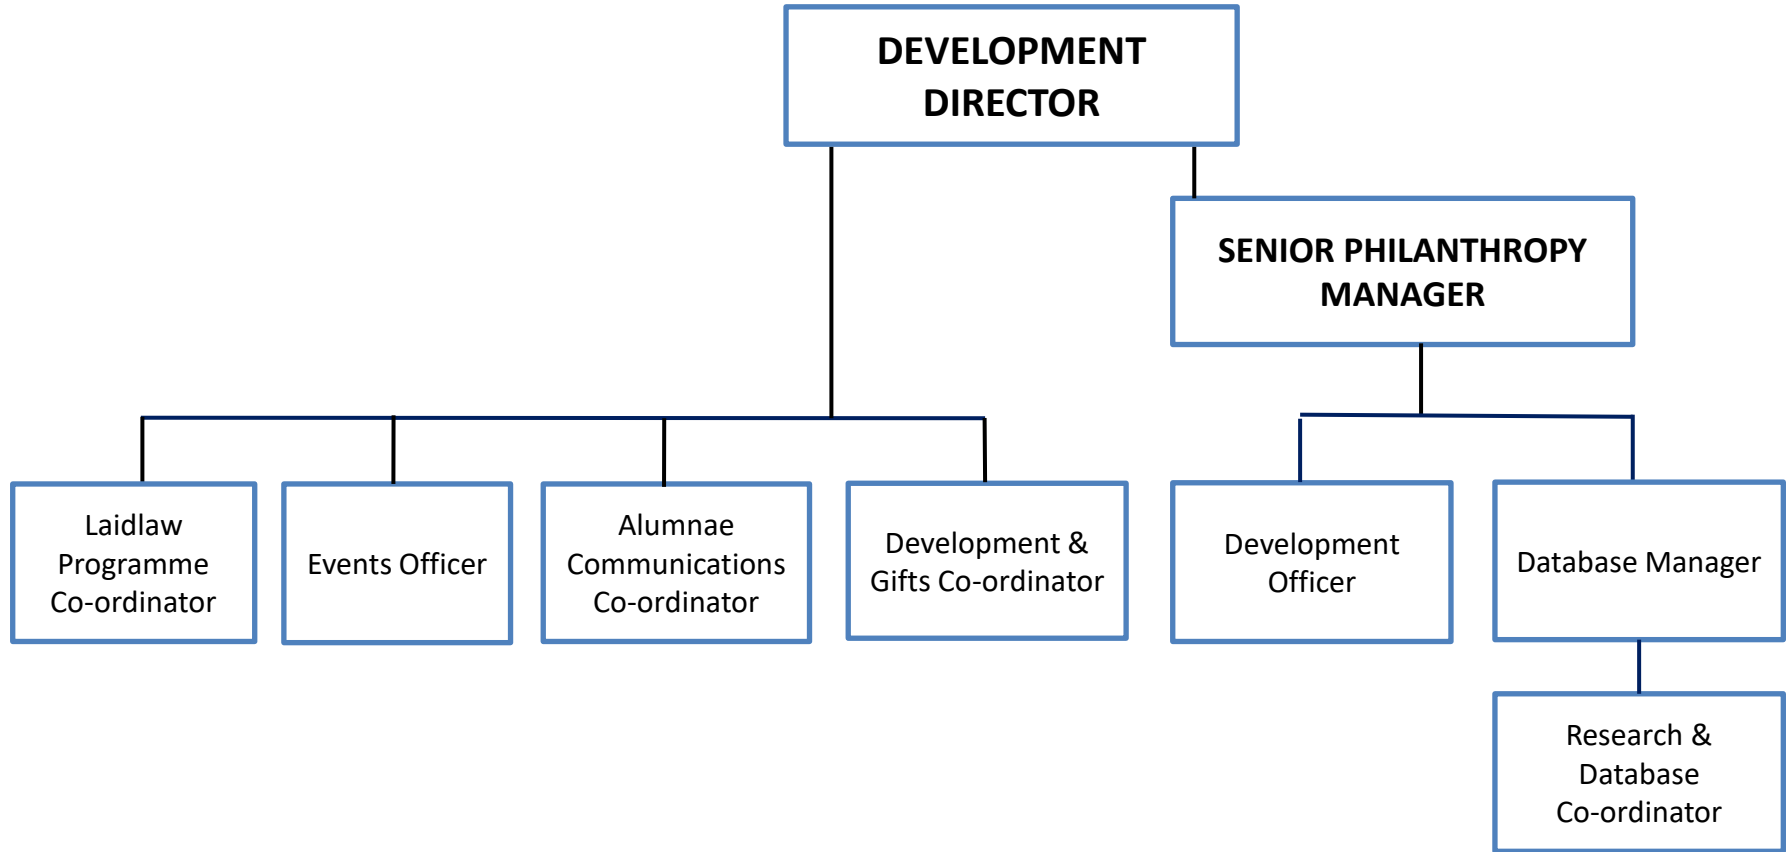 DEVELOPMENT
DIRECTOR
SENIOR PHILANTHROPY
MANAGER
Laidlaw
Programme
Co-ordinator
Events Officer
Alumnae
Communications
Co-ordinator
Development &
Gifts Co-ordinator
Development
Officer
Database Manager
Research &
Database
Co-ordinator